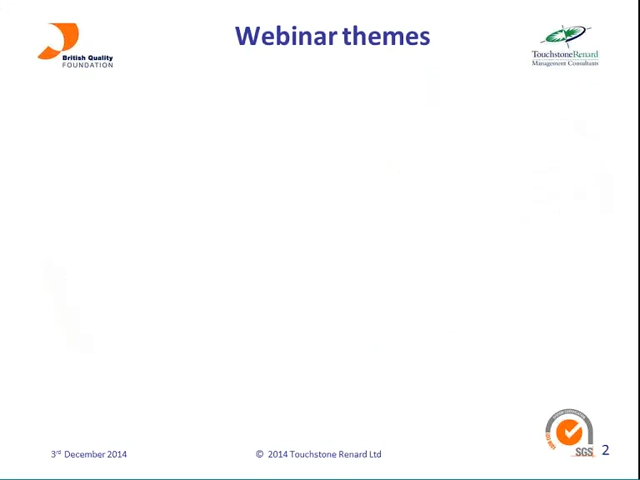 Webinar themes
British Quality
FOUNDATION
TouchstoneRenard
Management Consultants
SGS
3rd December 2014
© 2014 Touchstone Renard Ltd
2